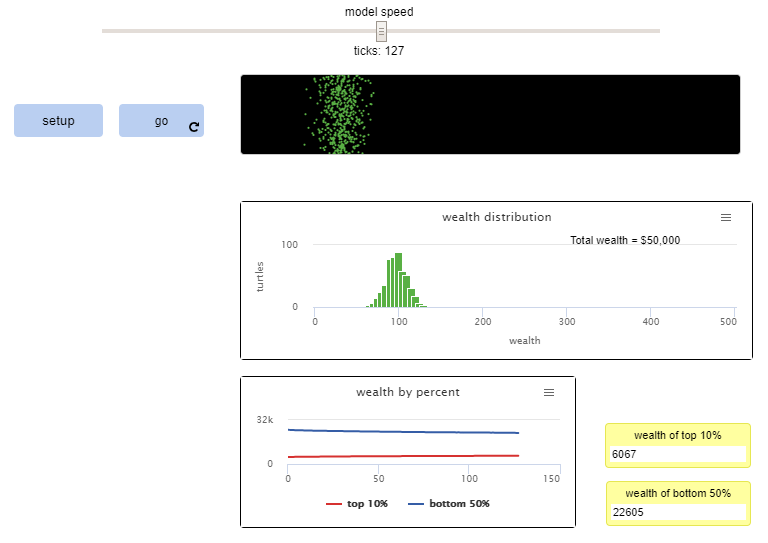 model speed
ticks: 127
setup
go
wealth distribution
Total wealth = $50,000
100
0
turtles
0 100 200 300 400 500
wealth
wealth by percent
32k
0
0 50 100 150
top 10% bottom 50%
wealth of top 10%
6067
wealth of bottom 50%
22605